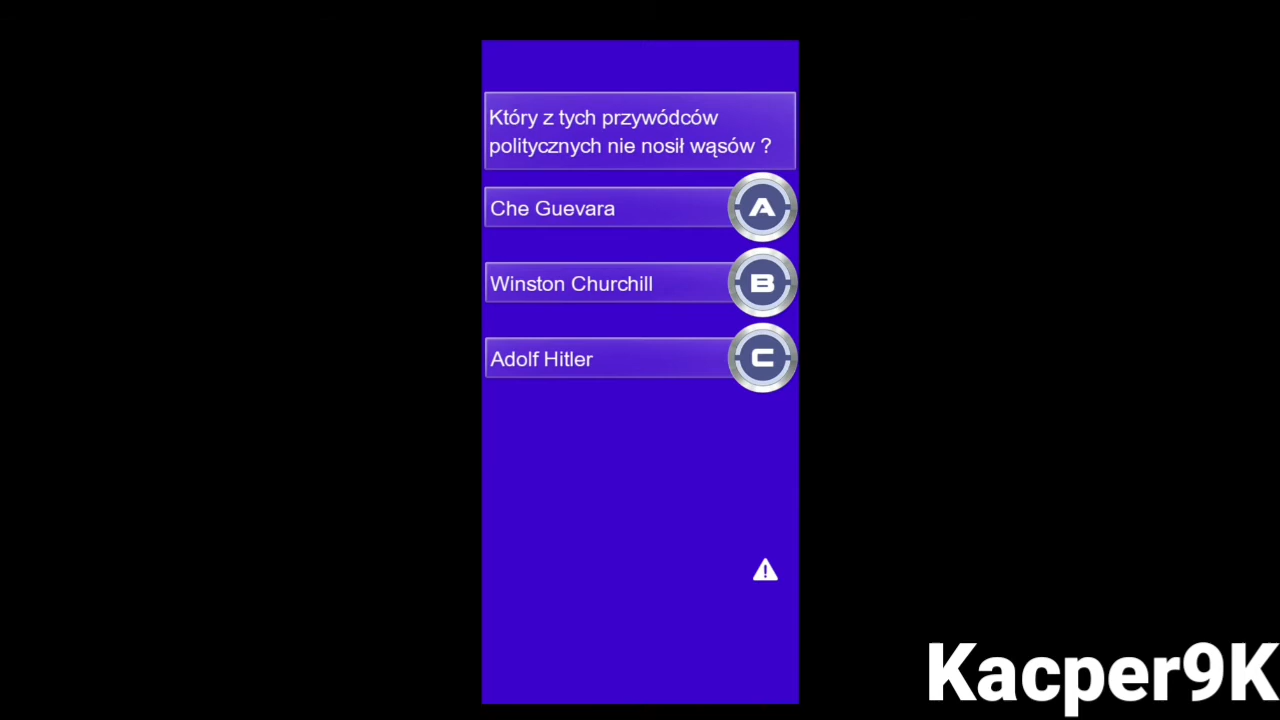 Który z tych przywódców
politycznych nie nosił wąsów ?
Che Guevara
A
Winston Churchill
B
Adolf Hitler
C
Kacper9K